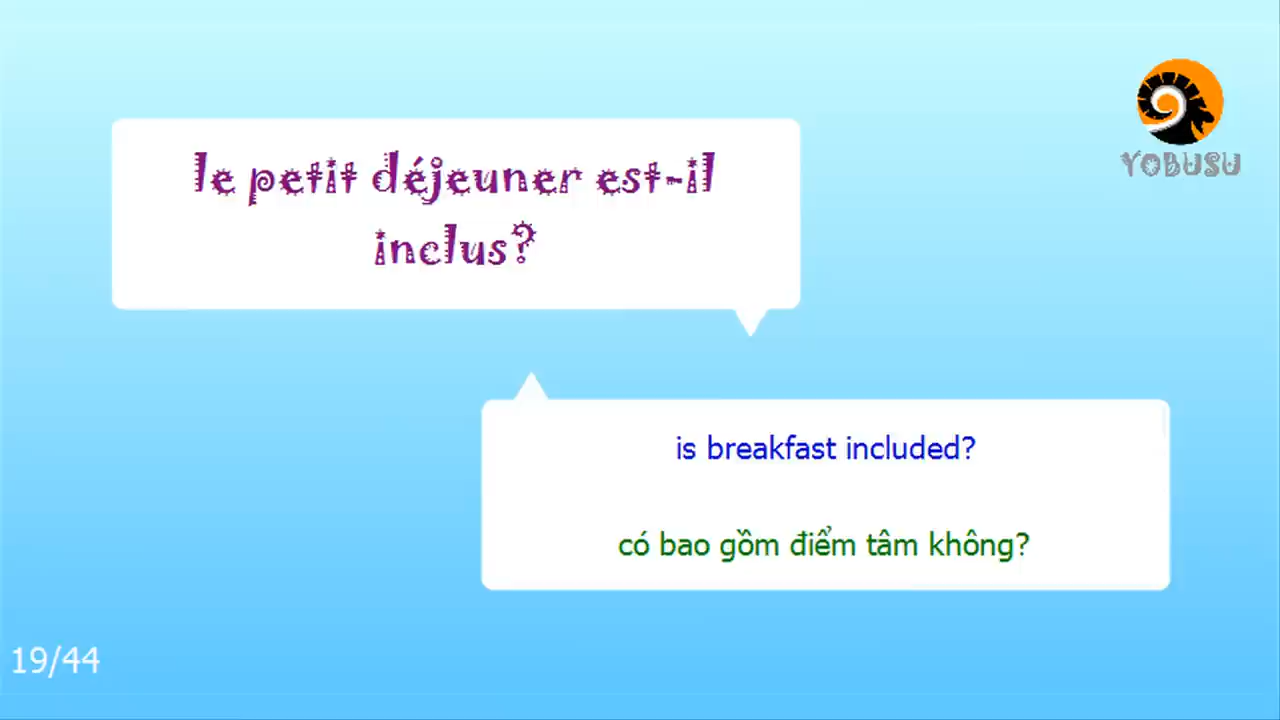 le petit déjeuner est-il
inclus?
YOBUSU
is breakfast included?
có bao gồm điểm tâm không?
19/44